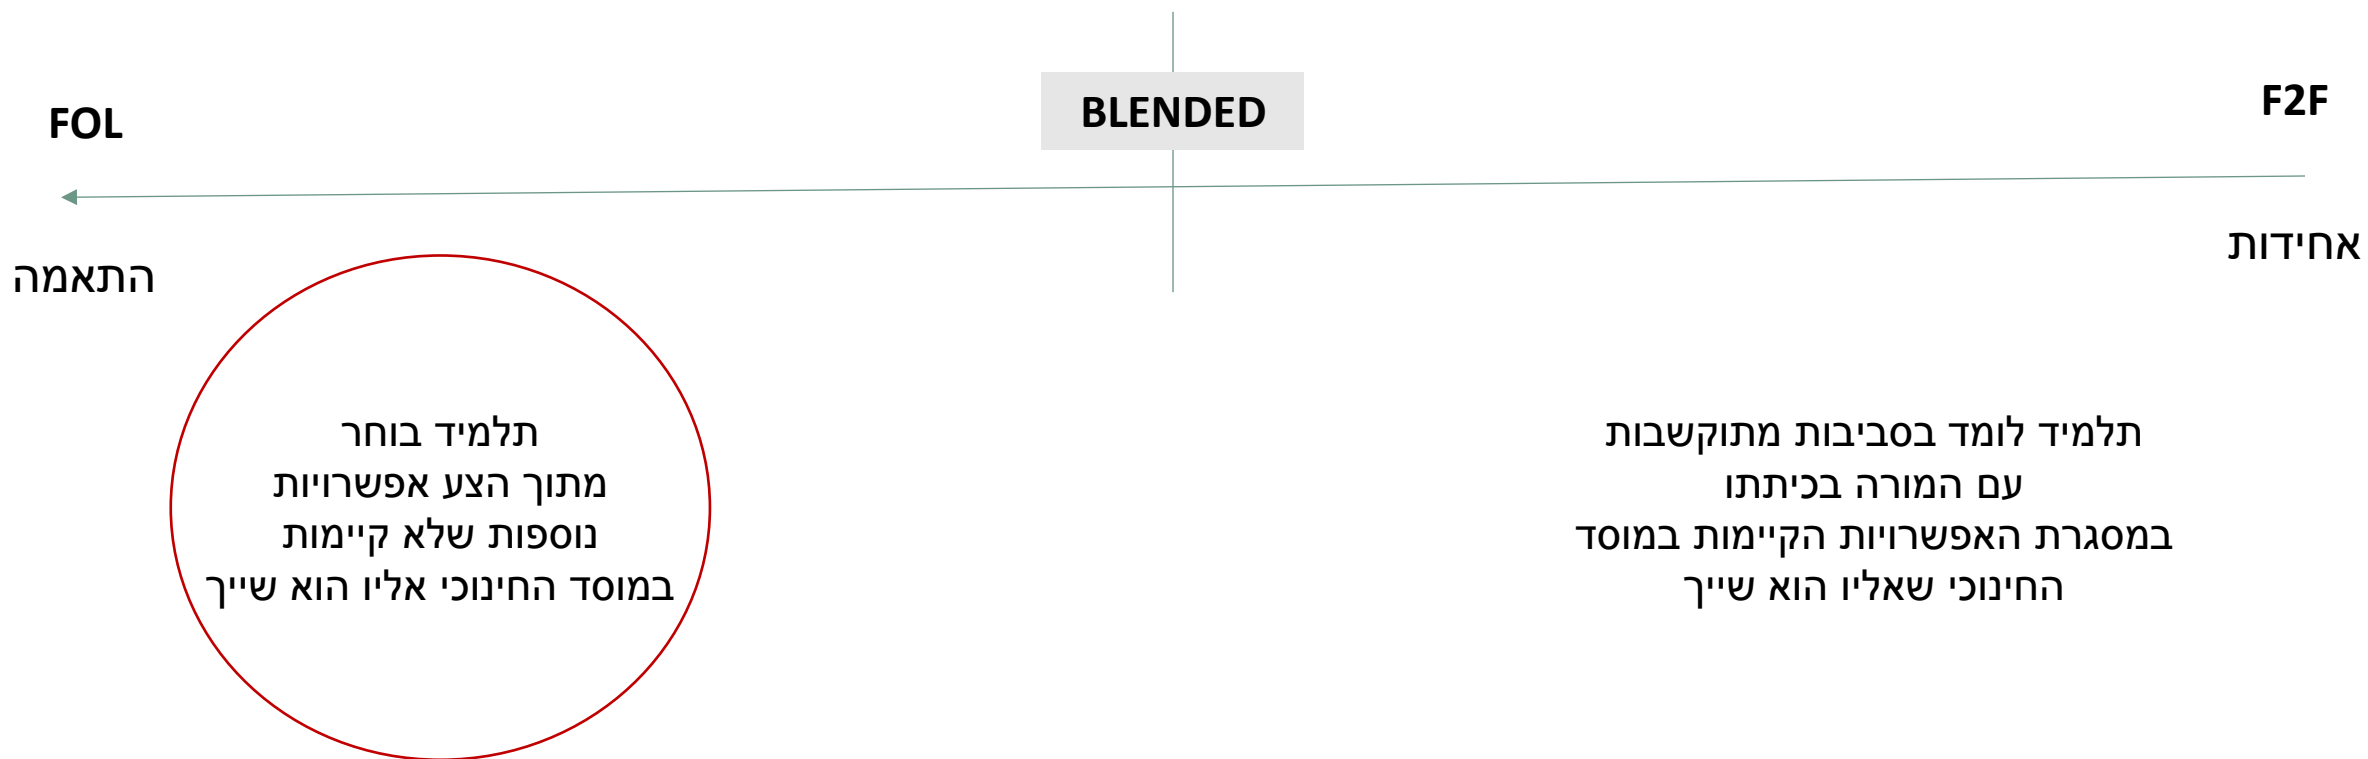 F2F
BLENDED
FOL
אחידות
התאמה
תלמיד לומד בסביבות מתוקשבות
עם המורה בכיתתו
במסגרת האפשרויות הקיימות במוסד
החינוכי שאליו הוא שייך
תלמיד בוחר
מתוך הצע אפשרויות
נוספות שלא קיימות
במוסד החינוכי אליו הוא שייך